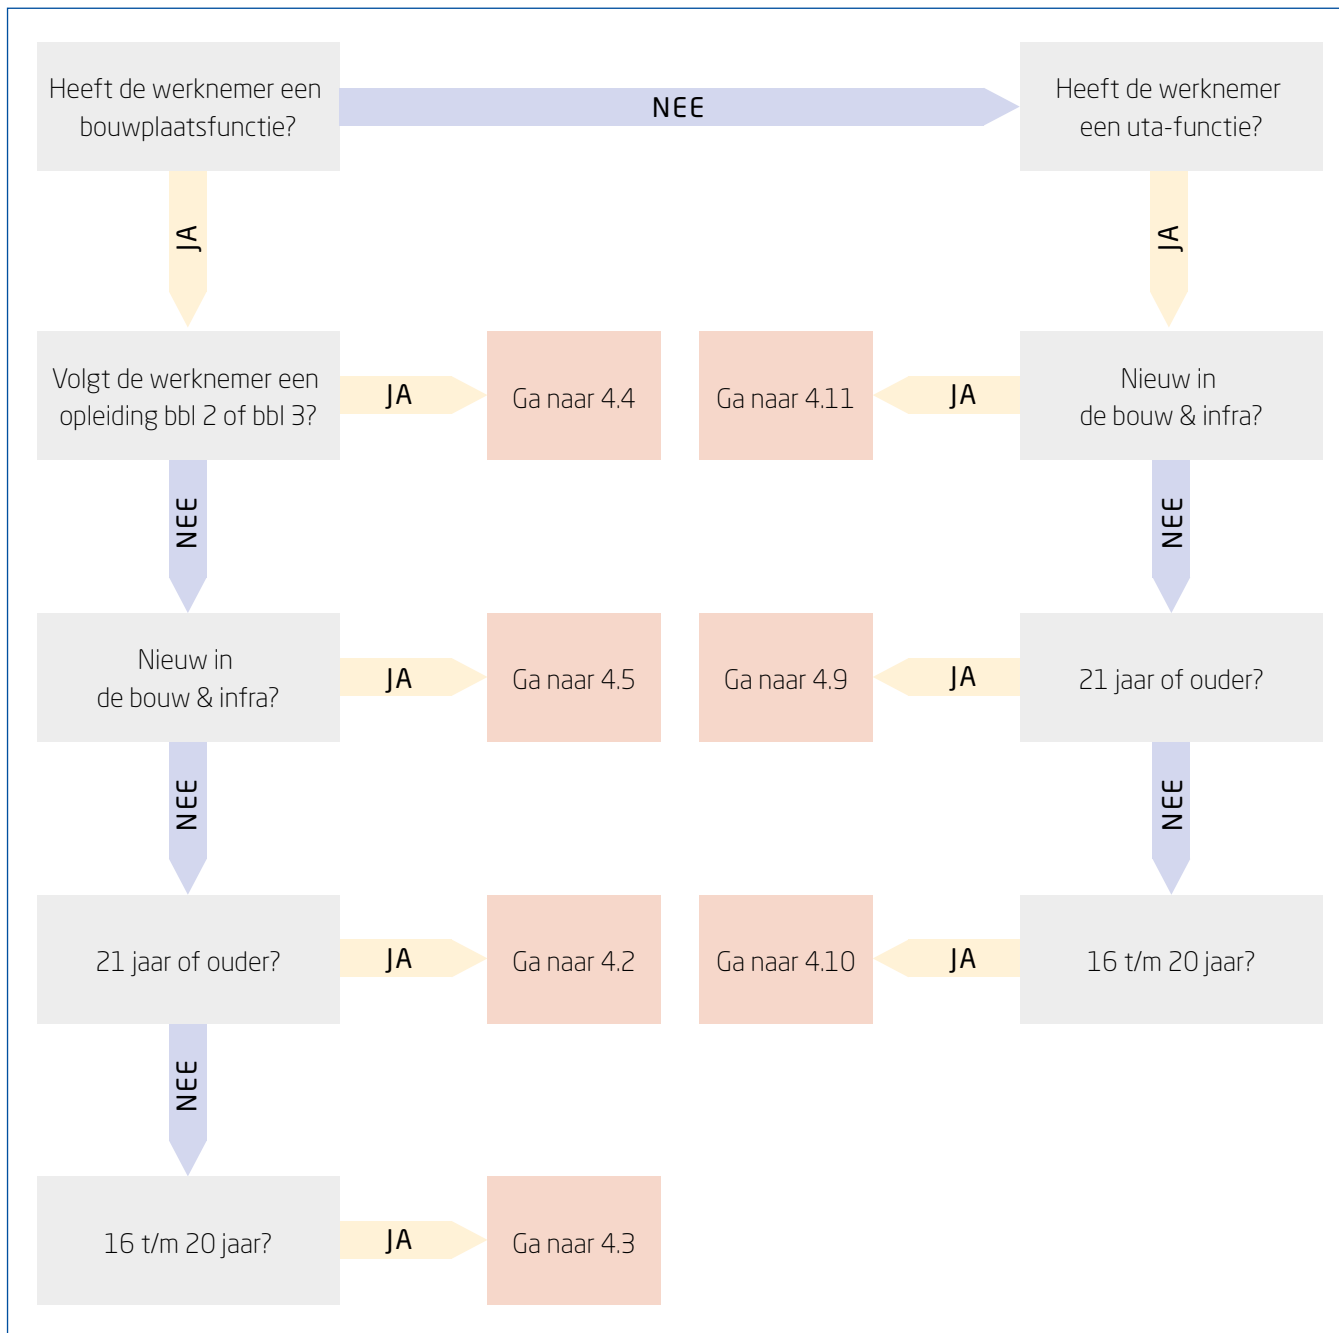 Heeft de werknemer een
bouwplaatsfunctie?
NEE
Heeft de werknemer
een uta-functie?
JA
JA
Volgt de werknemer een
opleiding bbl 2 of bbl 3?
JA
Ga naar 4.4
Ga naar 4.11
JA
Nieuw in
de bouw & infra?
NEE
NEE
Nieuw in
de bouw & infra?
JA
Ga naar 4.5
Ga naar 4.9
JA
21 jaar of ouder?
NEE
NEE
21 jaar of ouder?
JA
Ga naar 4.2
Ga naar 4.10
JA
16 t/m 20 jaar?
NEE
16 t/m 20 jaar?
JA
Ga naar 4.3